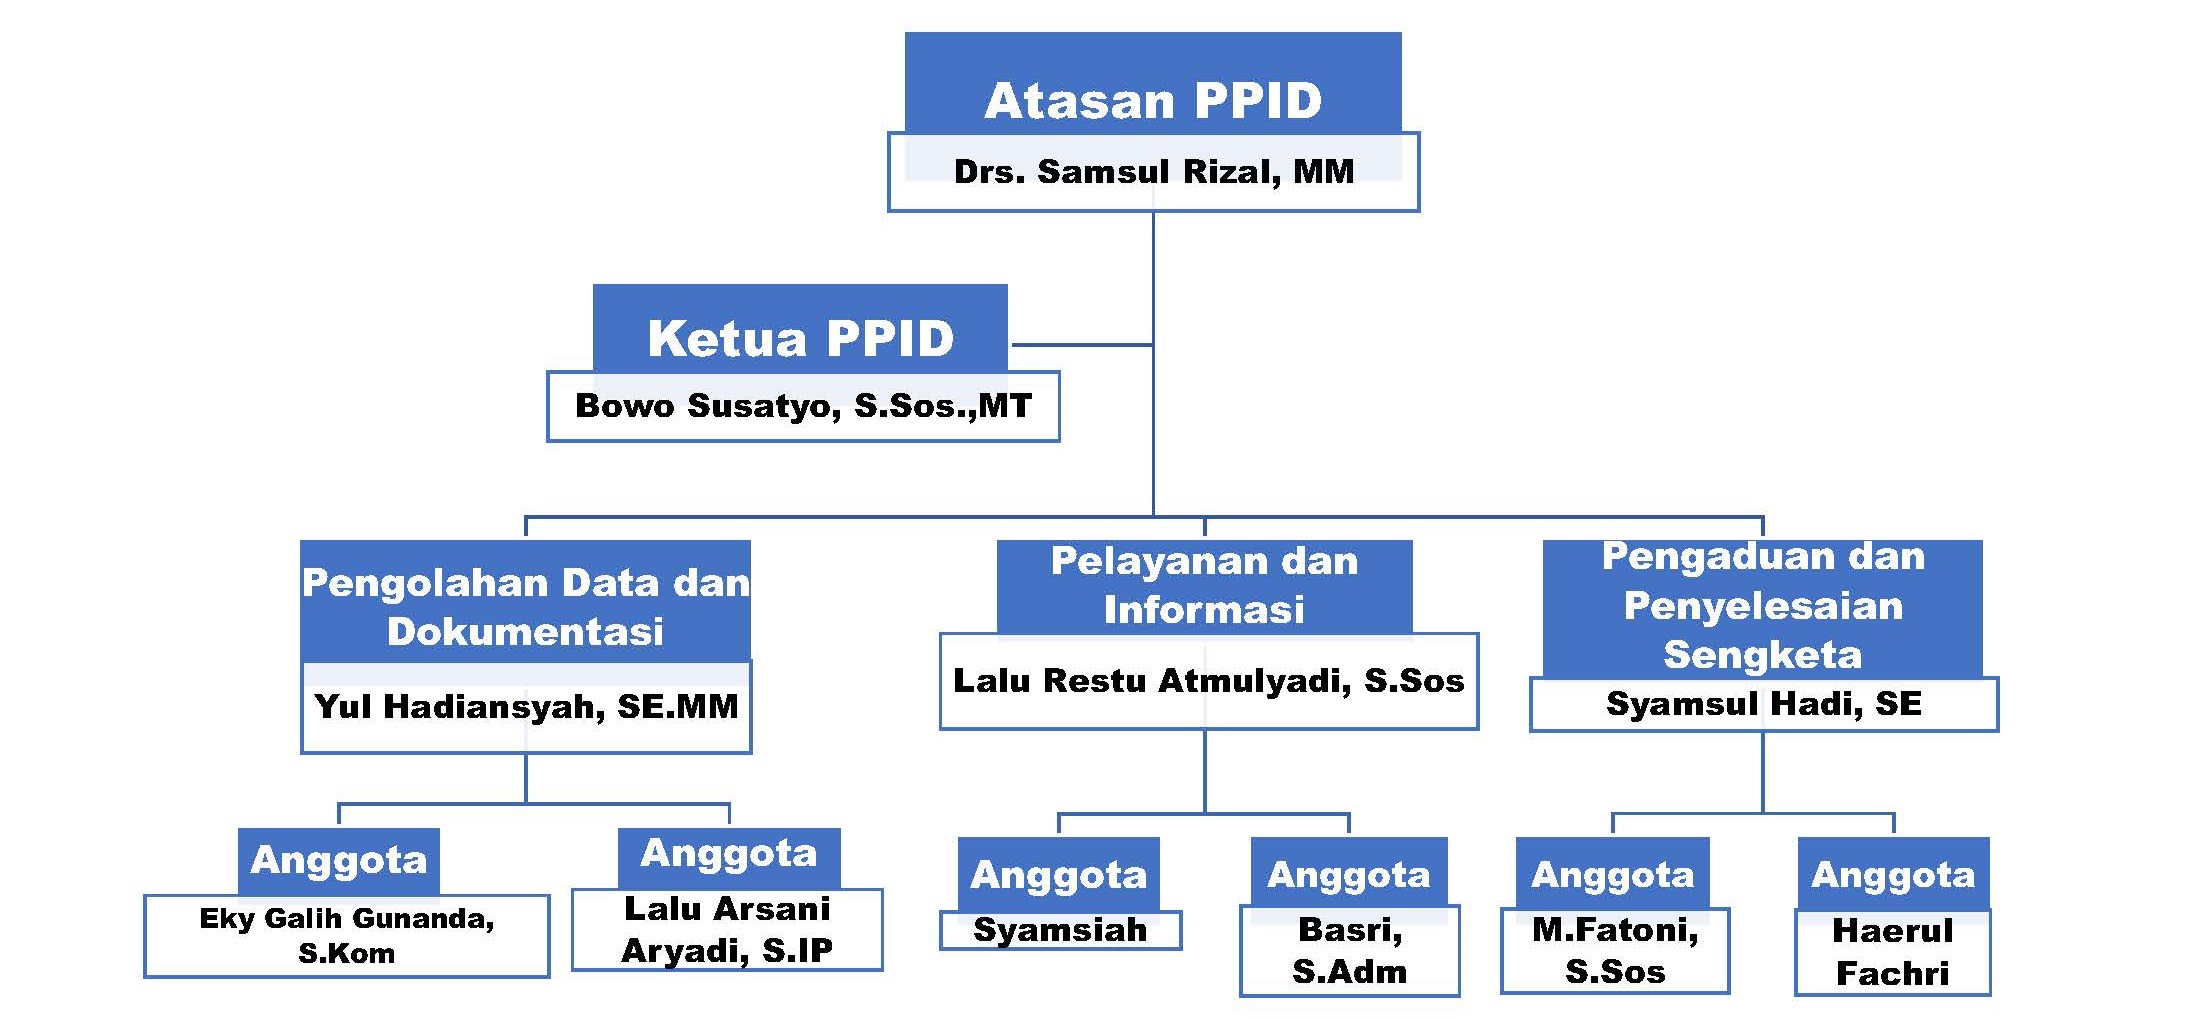 Atasan PPID
Drs. Samsul Rizal, MM
Ketua PPID
Bowo Susatyo, S.Sos.,MT
Pengolahan Data dan
Dokumentasi
Yul Hadiansyah, SE.MM
Pelayanan dan
Informasi
Lalu Restu Atmulyadi, S.Sos
Pengaduan dan
Penyelesaian
Sengketa
Syamsul Hadi, SE
Anggota
Eky Galih Gunanda,
S.Kom
Anggota
Lalu Arsani
Aryadi, S.IP
Anggota
Syamsiah
Anggota
Basri,
S.Adm
Anggota
M.Fatoni,
S.Sos
Anggota
Haerul
Fachri